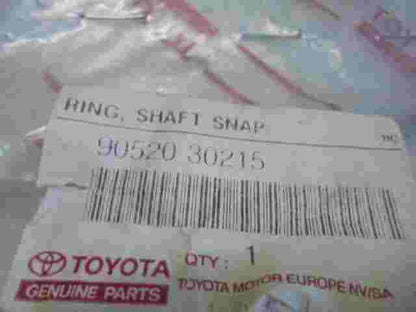 RING, SHAFT SNAP
90520 30215
TOYOTA QTY: 1
GENUINE PARTS TOYOTA MOTOR EUROPE NV/SA